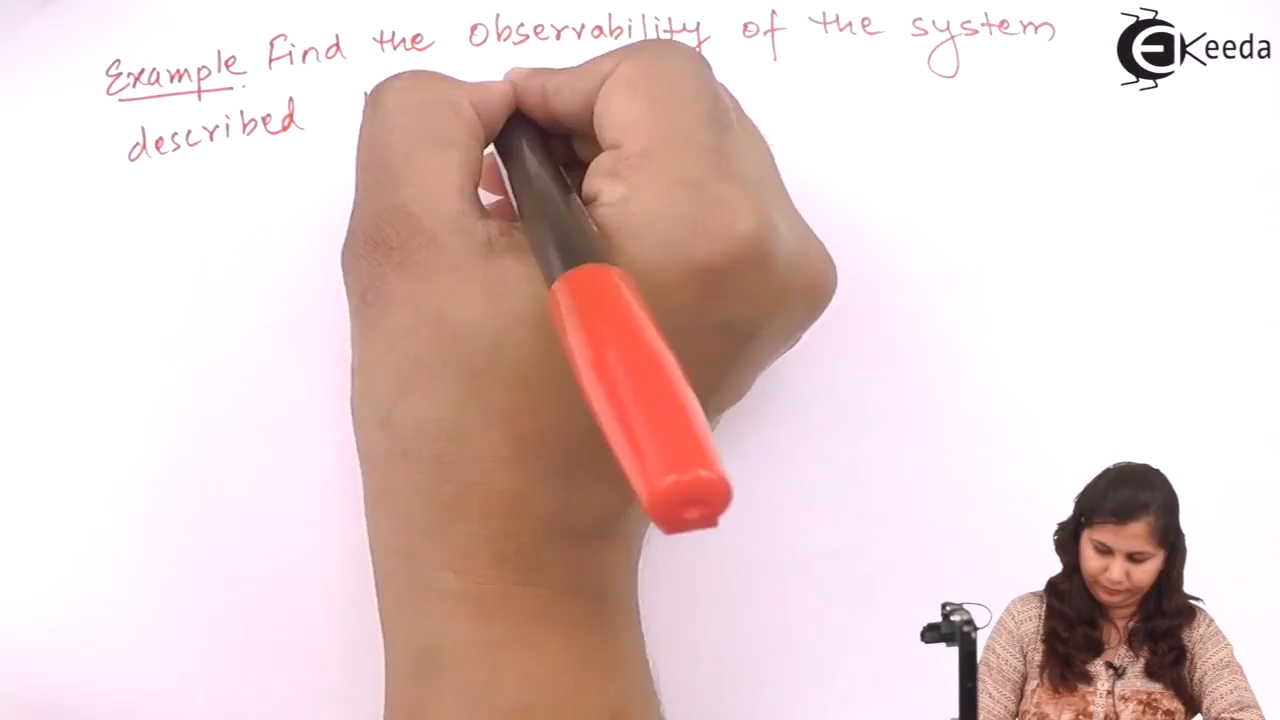 Example: Find the Observability of the system
described
EKeeda